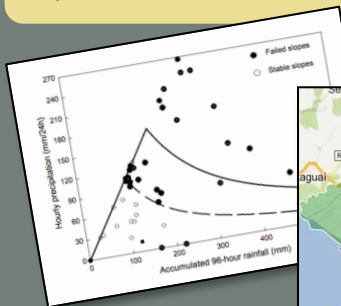 Failed slopes
Stable slopes
Hourly precipitation (mm/24h)
270
240
210
180
150
120
90
60
30
0
0
100
200
300
400
Accumulated 96-hour rainfall (mm)
R
aguai